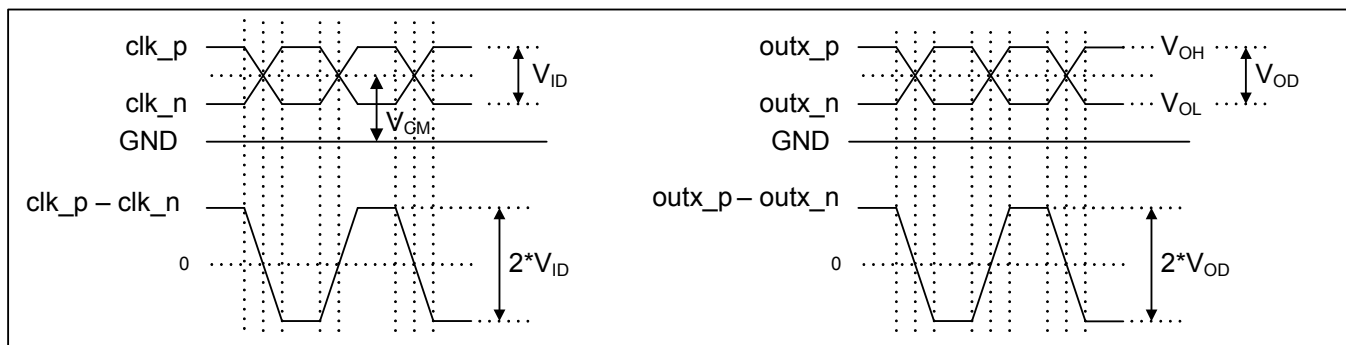 clk_p
clk_n
GND
V_ID
V_CM
clk_p – clk_n
0
2*V_ID
outx_p
outx_n
GND
V_OH
V_OL
V_OD
outx_p – outx_n
0
2*V_OD